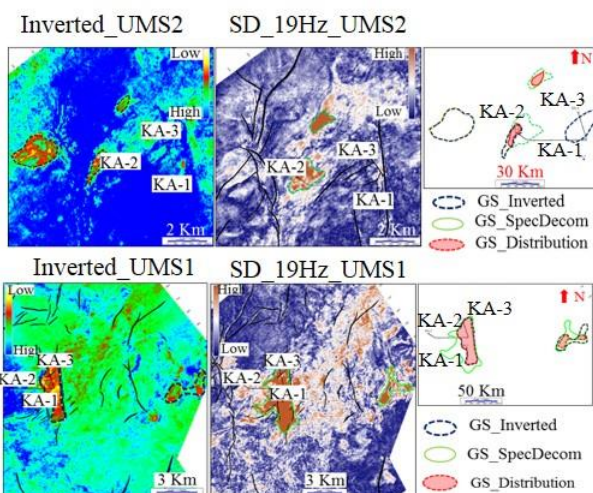 Inverted_UMS2
SD_19Hz_UMS2
Low
High
KA-3
KA-2
KA-1
2 Km
High
Low
KA-2
KA-3
KA-1
2 Km
N
KA-2
KA-3
KA-1
30 Km
GS_Inverted
GS_SpecDecom
GS_Distribution
Inverted_UMS1
SD_19Hz_UMS1
Low
High
KA-3
KA-2
KA-1
3 Km
High
Low
KA-3
KA-2
KA-1
3 Km
N
KA-3
KA-2
KA-1
50 Km
GS_Inverted
GS_SpecDecom
GS_Distribution